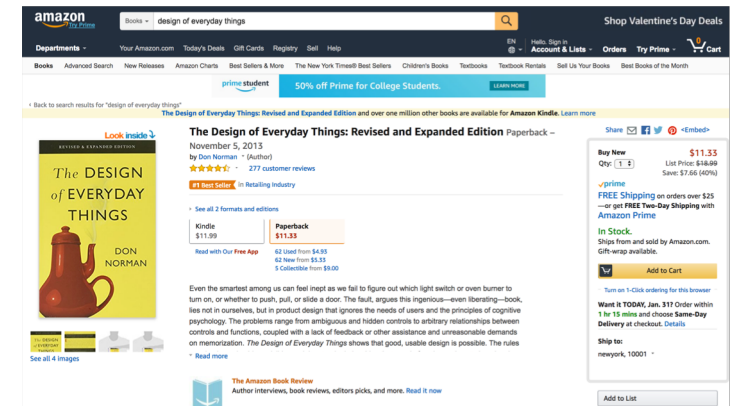 amazon
Try Prime
Books
design of everyday things
Shop Valentine's Day Deals
Departments
Your Amazon.com Today's Deals Gift Cards Registry Sell Help
EN
Hello. Sign in
Account & Lists
Orders
Try Prime
0
Cart
Books Advanced Search New Releases Amazon Charts Best Sellers & More The New York Times® Best Sellers Children's Books Textbooks Textbook Rentals Sell Us Your Books Best Books of the Month
prime student
50% off Prime for College Students.
LEARN MORE
‹ Back to search results for "design of everyday things"
The Design of Everyday Things: Revised and Expanded Edition and over one million other books are available for Amazon Kindle. Learn more
Look inside
REVISED & EXPANDED EDITION
The DESIGN
of EVERYDAY
THINGS
DON
NORMAN
See all 4 images
The Design of Everyday Things: Revised and Expanded Edition Paperback –
November 5, 2013
by Don Norman (Author)
277 customer reviews
#1 Best Seller in Retailing Industry
› See all 2 formats and editions
Kindle
$11.99
Paperback
$11.33
Read with Our Free App
62 Used from $4.93
62 New from $5.33
5 Collectible from $9.00
Even the smartest among us can feel inept as we fail to figure out which light switch or oven burner to
turn on, or whether to push, pull, or slide a door. The fault, argues this ingenious—even liberating—book,
lies not in ourselves, but in product design that ignores the needs of users and the principles of cognitive
psychology. The problems range from ambiguous and hidden controls to arbitrary relationships between
controls and functions, coupled with a lack of feedback or other assistance and unreasonable demands
on memorization. The Design of Everyday Things shows that good, usable design is possible. The rules
Read more
The Amazon Book Review
Author interviews, book reviews, editors picks, and more. Read it now
Share
<Embed>
Buy New
$11.33
Qty: 1
List Price: $18.99
Save: $7.66 (40%)
prime
FREE Shipping on orders over $25
—or get FREE Two-Day Shipping with
Amazon Prime
In Stock.
Ships from and sold by Amazon.com.
Gift-wrap available.
Add to Cart
Turn on 1-Click ordering for this browser
Want it TODAY, Jan. 31? Order within
1 hr 15 mins and choose Same-Day
Delivery at checkout. Details
Ship to:
newyork, 10001
Add to List